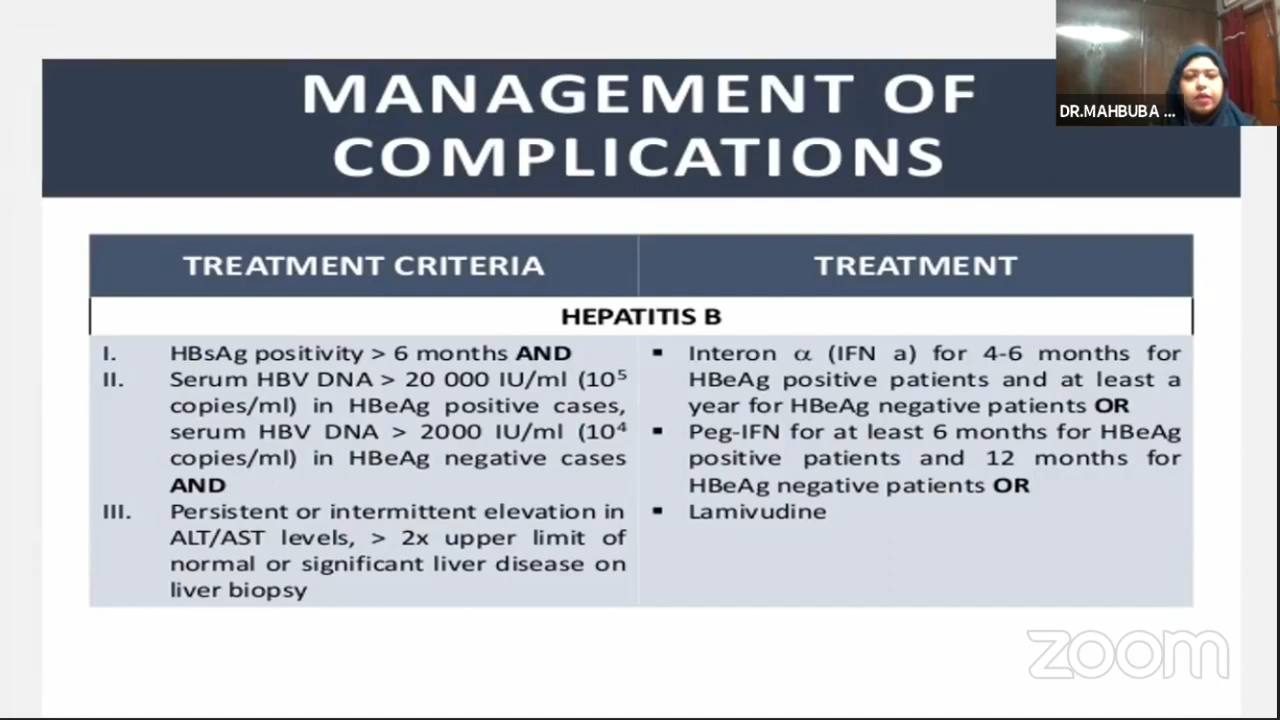 MANAGEMENT OF
COMPLICATIONS
DR.MAHBUBA ...
TREATMENT CRITERIA
TREATMENT
HEPATITIS B
I. HBsAg positivity > 6 months AND
II. Serum HBV DNA > 20 000 IU/ml (10⁵
copies/ml) in HBeAg positive cases,
serum HBV DNA > 2000 IU/ml (10⁴
copies/ml) in HBeAg negative cases
AND
III. Persistent or intermittent elevation in
ALT/AST levels, > 2x upper limit of
normal or significant liver disease on
liver biopsy
▪ Interon α (IFN a) for 4-6 months for
HBeAg positive patients and at least a
year for HBeAg negative patients OR
▪ Peg-IFN for at least 6 months for HBeAg
positive patients and 12 months for
HBeAg negative patients OR
▪ Lamivudine
zoom